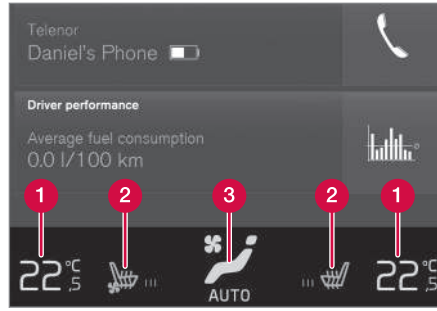 Telenor
Daniel's Phone
Driver performance
Average fuel consumption
0.0 l/100 km
1 2 3 2 1
22,5 °C 22,5 °C
AUTO